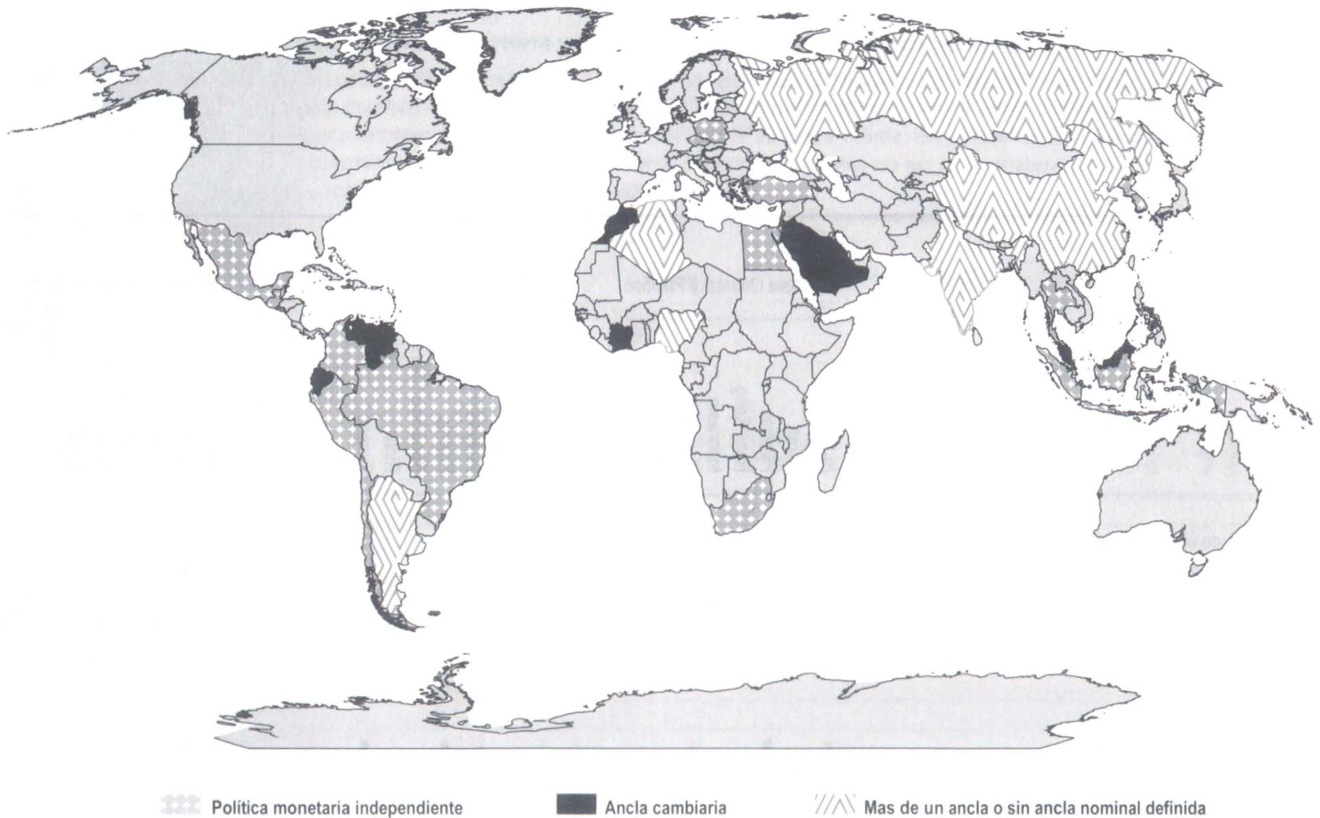 Política monetaria independiente
Ancla cambiaria
Mas de un ancla o sin ancla nominal definida